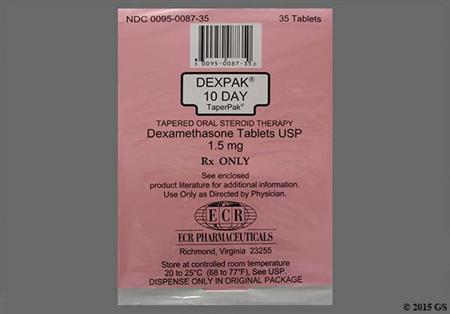 NDC 0095-0087-35 35 Tablets
3 0095-0087-35 0
DEXPAK®
10 DAY
TaperPak®
TAPERED ORAL STEROID THERAPY
Dexamethasone Tablets USP
1.5 mg
Rx ONLY
See enclosed
product literature for additional information.
Use Only as Directed by Physician.
ECR
ECR PHARMACEUTICALS
Richmond, Virginia 23255
Store at controlled room temperature
20 to 25°C (68 to 77°F), See USP.
DISPENSE ONLY IN ORIGINAL PACKAGE
© 2015 GS